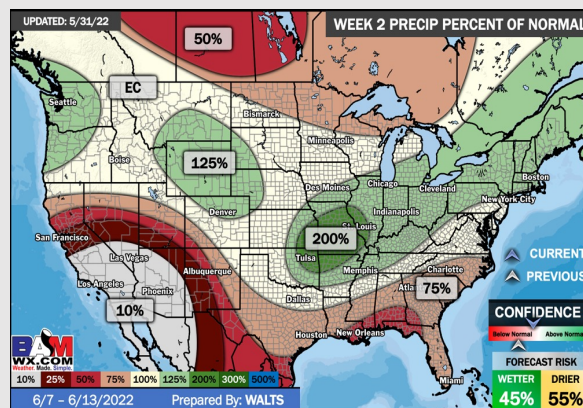 UPDATED: 5/31/22
WEEK 2 PRECIP PERCENT OF NORMAL
50%
EC
Seattle
Bismarck
Minneapolis
Boise
125%
Boston
Des Moines
Chicago
Cleveland
New York City
Denver
Indianapolis
San Francisco
200%
St. Louis
Las Vegas
Tulsa
CURRENT
Los Angeles
Phoenix
Albuquerque
Memphis
Charlotte
PREVIOUS
Dallas
Atla
75%
10%
Houston
New Orleans
CONFIDENCE
Below Normal
Above Norma
BAM
WX.COM
Weather. Made. Simple.
Miami
FORECAST RISK
WETTER
DRIER
10% 25% 50% 75% 100% 125% 200% 300% 500%
45%
55%
6/7 – 6/13/2022
Prepared By: WALTS